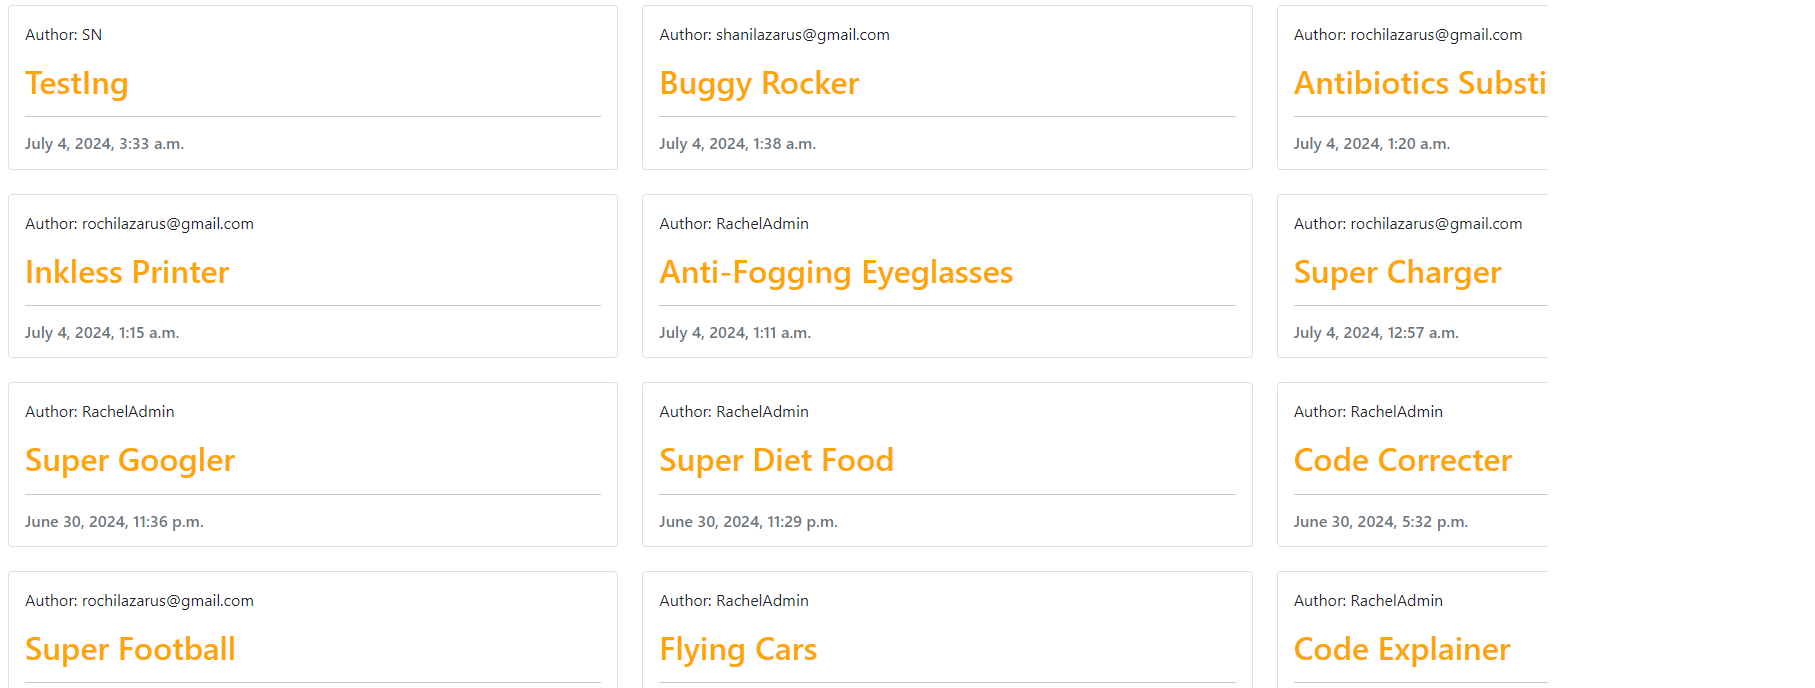 Author: SN
TestIng
July 4, 2024, 3:33 a.m.
Author: shanilazarus@gmail.com
Buggy Rocker
July 4, 2024, 1:38 a.m.
Author: rochilazarus@gmail.com
Antibiotics Substi
July 4, 2024, 1:20 a.m.
Author: rochilazarus@gmail.com
Inkless Printer
July 4, 2024, 1:15 a.m.
Author: RachelAdmin
Anti-Fogging Eyeglasses
July 4, 2024, 1:11 a.m.
Author: rochilazarus@gmail.com
Super Charger
July 4, 2024, 12:57 a.m.
Author: RachelAdmin
Super Googler
June 30, 2024, 11:36 p.m.
Author: RachelAdmin
Super Diet Food
June 30, 2024, 11:29 p.m.
Author: RachelAdmin
Code Correcter
June 30, 2024, 5:32 p.m.
Author: rochilazarus@gmail.com
Super Football
Author: RachelAdmin
Flying Cars
Author: RachelAdmin
Code Explainer